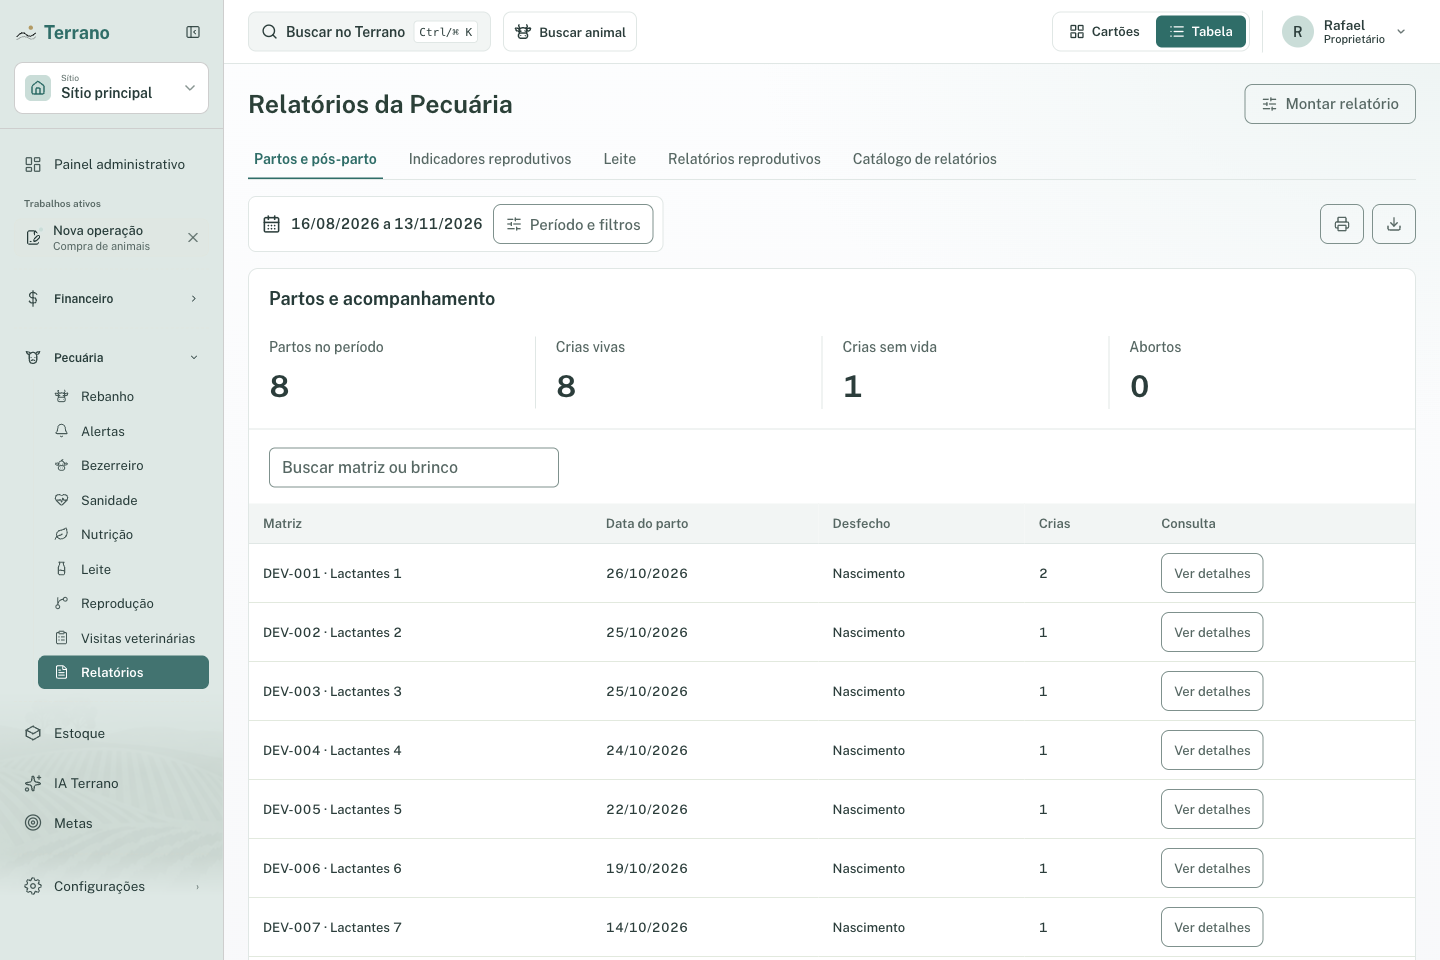 Terrano
Sítio
Sítio principal
Painel administrativo
Trabalhos ativos
Nova operação
Compra de animais
Financeiro
Pecuária
Rebanho
Alertas
Bezerreiro
Sanidade
Nutrição
Leite
Reprodução
Visitas veterinárias
Relatórios
Estoque
IA Terrano
Metas
Configurações
Buscar no Terrano Ctrl/⌘ K
Buscar animal
Cartões
Tabela
R
Rafael
Proprietário
Relatórios da Pecuária
Montar relatório
Partos e pós-parto Indicadores reprodutivos Leite Relatórios reprodutivos Catálogo de relatórios
16/08/2026 a 13/11/2026 Período e filtros
Partos e acompanhamento
Partos no período Crias vivas Crias sem vida Abortos
8 8 1 0
Buscar matriz ou brinco
Matriz Data do parto Desfecho Crias Consulta
DEV-001 · Lactantes 1 26/10/2026 Nascimento 2 Ver detalhes
DEV-002 · Lactantes 2 25/10/2026 Nascimento 1 Ver detalhes
DEV-003 · Lactantes 3 25/10/2026 Nascimento 1 Ver detalhes
DEV-004 · Lactantes 4 24/10/2026 Nascimento 1 Ver detalhes
DEV-005 · Lactantes 5 22/10/2026 Nascimento 1 Ver detalhes
DEV-006 · Lactantes 6 19/10/2026 Nascimento 1 Ver detalhes
DEV-007 · Lactantes 7 14/10/2026 Nascimento 1 Ver detalhes